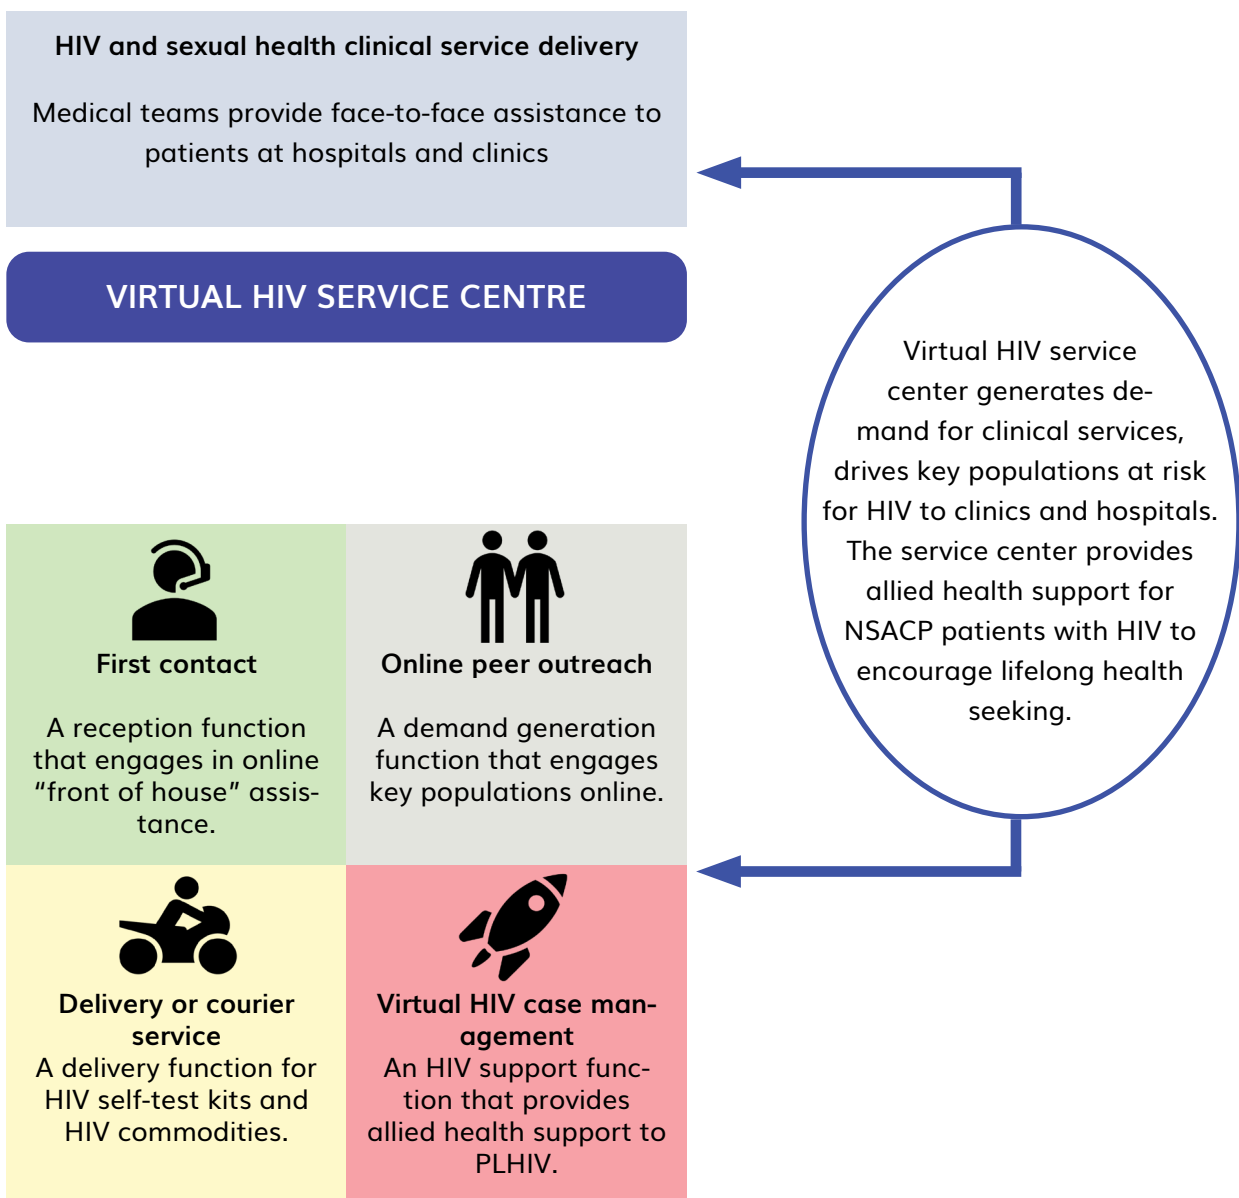 HIV and sexual health clinical service delivery
Medical teams provide face-to-face assistance to
patients at hospitals and clinics
VIRTUAL HIV SERVICE CENTRE
Virtual HIV service
center generates de-
mand for clinical services,
drives key populations at risk
for HIV to clinics and hospitals.
The service center provides
allied health support for
NSACP patients with HIV to
encourage lifelong health
seeking.
First contact
A reception function
that engages in online
“front of house” assis-
tance.
Online peer outreach
A demand generation
function that engages
key populations online.
Delivery or courier
service
A delivery function for
HIV self-test kits and
HIV commodities.
Virtual HIV case man-
agement
An HIV support func-
tion that provides
allied health support to
PLHIV.